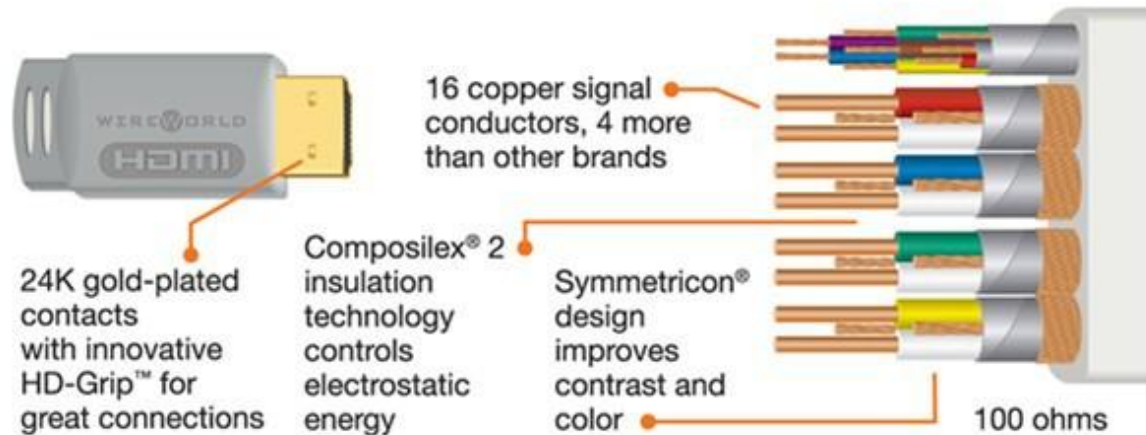 WIREWORLD
HDMI
24K gold-plated
contacts
with innovative
HD-Grip™ for
great connections
16 copper signal
conductors, 4 more
than other brands
Composilex® 2
insulation
technology
controls
electrostatic
energy
Symmetricon®
design
improves
contrast and
color
100 ohms